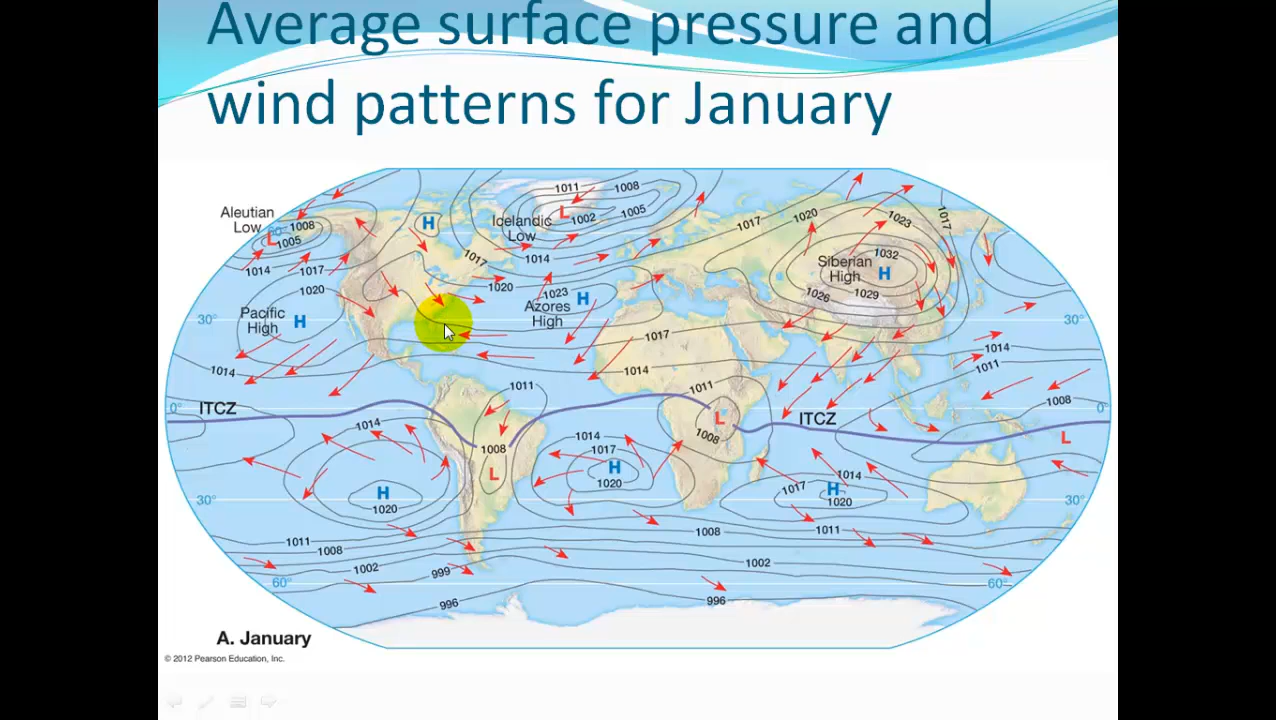 Average surface pressure and
wind patterns for January
1011
1008
Aleutian
Low
L
1008
60°
1005
H
Icelandic
Low
L
1002
1005
1017
1020
1023
1017
1014
1017
1017
1014
1032
Siberian
High
H
1020
1020
1023
Azores
High
H
1026
1029
Pacific
High
H
30°
30°
1017
1014
1014
1014
1011
1011
1011
1008
ITCZ
0°
0°
L
ITCZ
1014
1008
1008
L
L
1014
1017
H
1020
1014
1017
H
1020
H
1020
30°
30°
1011
1008
1008
1011
1002
999
1002
60°
60°
996
996
A. January
© 2012 Pearson Education, Inc.